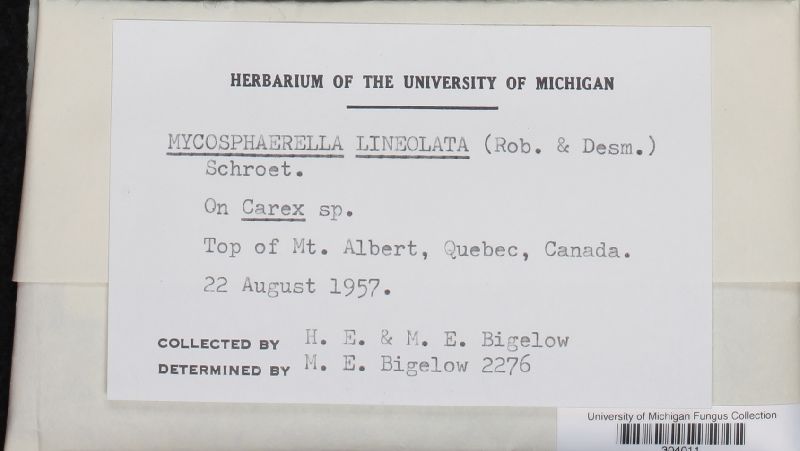 HERBARIUM OF THE UNIVERSITY OF MICHIGAN
MYCOSPHAERELLA LINEOLATA (Rob. & Desm.)
Schroet.
On Carex sp.
Top of Mt. Albert, Quebec, Canada.
22 August 1957.
COLLECTED BY H. E. & M. E. Bigelow
DETERMINED BY M. E. Bigelow 2276
University of Michigan Fungus Collection